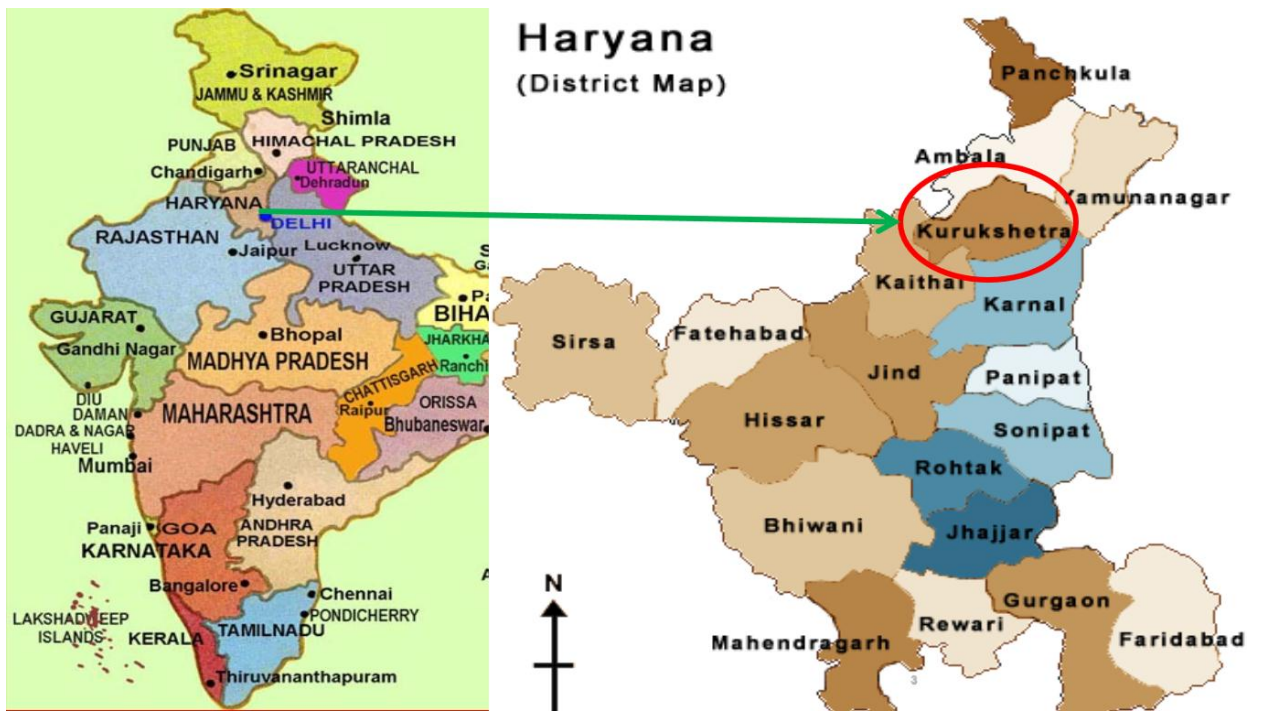 Srinagar
JAMMU & KASHMIR
Shimla
PUNJAB
HIMACHAL PRADESH
Chandigarh
UTTARANCHAL
Dehradun
HARYANA
DELHI
RAJASTHAN
Jaipur
Lucknow
UTTAR
PRADESH
GUJARAT
Gandhi Nagar
Bhopal
MADHYA PRADESH
BIHA
JHARKHA
Ranchi
CHATTISGARH
Raipur
ORISSA
Bhubaneswar
DIU
DAMAN
DADRA & NAGAR
HAVELI
MAHARASHTRA
Mumbai
Hyderabad
ANDHRA
PRADESH
Panaji
GOA
KARNATAKA
Bangalore
Chennai
PONDICHERRY
LAKSHADWEEP
ISLANDS
KERALA
TAMILNADU
Thiruvananthapuram
Haryana
(District Map)
Panchkula
Ambala
Yamunanagar
Kurukshetra
Kaithal
Karnal
Sirsa
Fatehabad
Jind
Panipat
Hissar
Sonipat
Rohtak
Bhiwani
Jhajjar
N
Gurgaon
Rewari
Mahendragarh
Faridabad
3